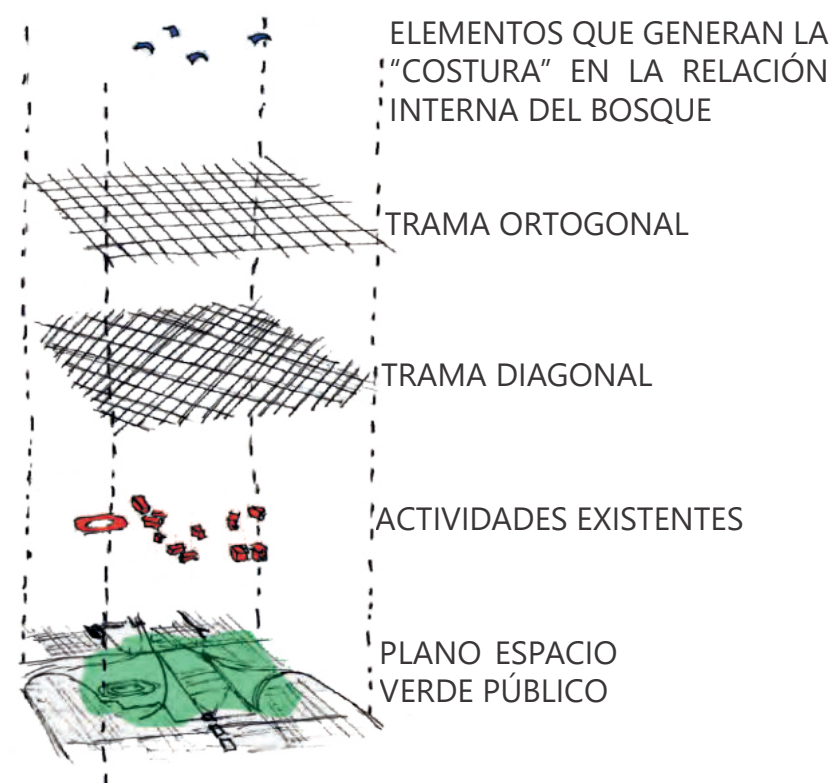 ELEMENTOS QUE GENERAN LA
“COSTURA” EN LA RELACIÓN
INTERNA DEL BOSQUE
TRAMA ORTOGONAL
TRAMA DIAGONAL
ACTIVIDADES EXISTENTES
PLANO ESPACIO
VERDE PÚBLICO